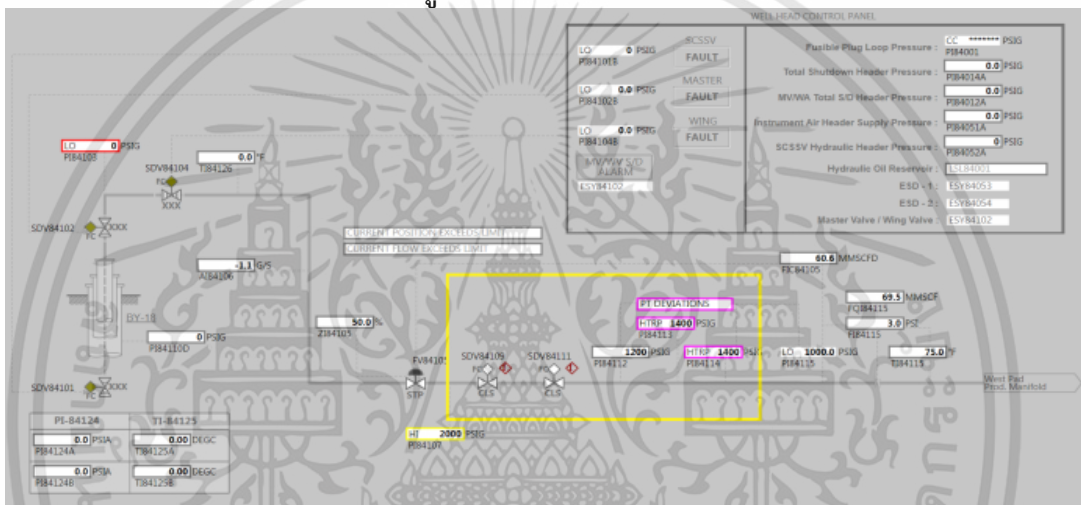 WELL HEAD CONTROL PANEL
LO 0 PSIG
PI84101B
SCSSV
FAULT
LO 0.0 PSIG
PI84102B
MASTER
FAULT
LO 0.0 PSIG
PI84104B
WING
FAULT
MV/WV S/D
ALARM
ESY84102
Fusible Plug Loop Pressure : CC ******* PSIG
PI84001
Total Shutdown Header Pressure : 0.0 PSIG
PI84014A
MV/WA Total S/D Header Pressure : 0.0 PSIG
PI84012A
Instrument Air Header Supply Pressure : 0.0 PSIG
PI84051A
SCSSV Hydraulic Header Pressure : 0 PSIG
PI84052A
Hydraulic Oil Reservoir : LSL84001
ESD - 1 : ESY84053
ESD - 2 : ESY84054
Master Valve / Wing Valve : ESY84102
LO 0 PSIG
PI84103
SDV84104
FC
XXX
0.0 °F
TI84126
SDV84102
FC
XXX
CURRENT POSITION EXCEEDS LIMIT
CURRENT FLOW EXCEEDS LIMIT
-1.1 G/S
AI84106
BY-18
0 PSIG
PI84110D
50.0 %
ZI84105
60.6 MMSCFD
FIC84105
69.5 MMSCF
FQI84115
3.0 PSI
FI84115
PT DEVIATIONS
HTRP 1400 PSIG
PI84113
1200 PSIG
PI84112
HTRP 1400 PSIG
PI84114
LO 1000.0 PSIG
PI84115
75.0 °F
TI84115
SDV84101
FC
XXX
FV84105
STP
SDV84109
FC
CLS
SDV84111
FC
CLS
West Pad
Prod. Manifold
HI 2000 PSIG
PI84107
PI-84124
TI-84125
0.0 PSIA
PI84124A
0.00 DEGC
TI84125A
0.0 PSIA
PI84124B
0.00 DEGC
TI84125B